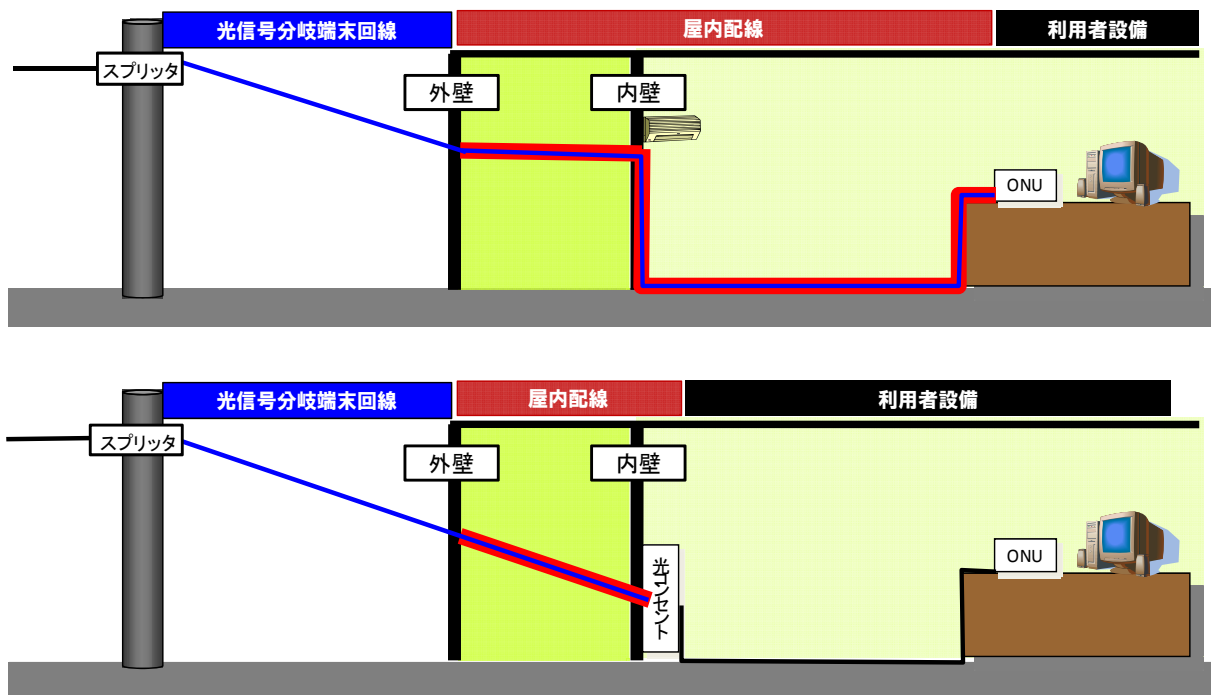 光信号分岐端末回線
屋内配線
利用者設備
スプリッタ
外壁
内壁
ONU
光信号分岐端末回線
屋内配線
利用者設備
スプリッタ
外壁
内壁
光コンセント
ONU